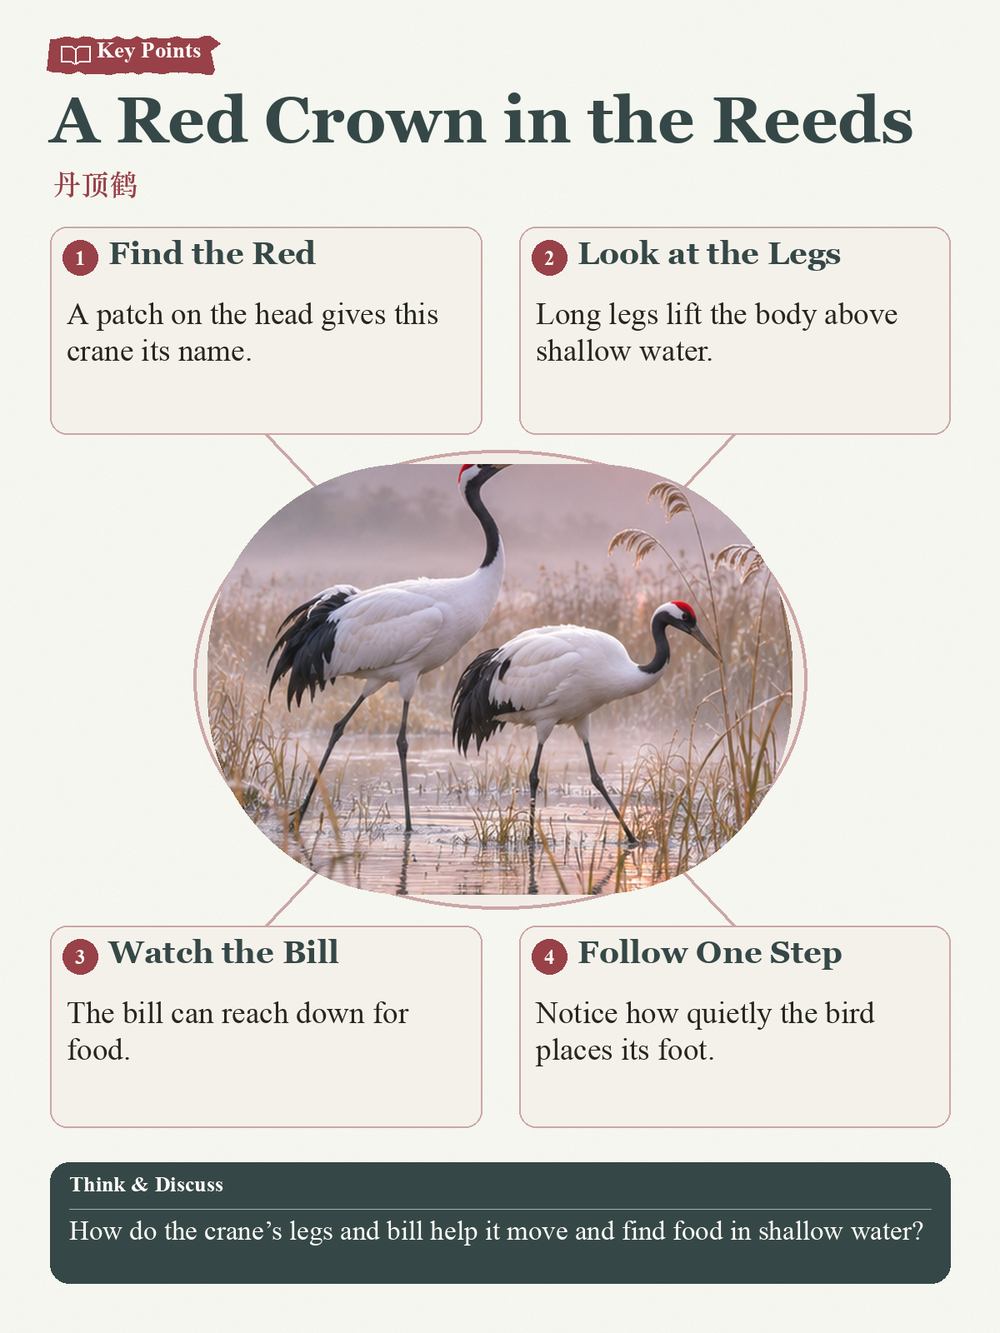 Key Points
A Red Crown in the Reeds
丹顶鹤
1 Find the Red
A patch on the head gives this
crane its name.
2 Look at the Legs
Long legs lift the body above
shallow water.
3 Watch the Bill
The bill can reach down for
food.
4 Follow One Step
Notice how quietly the bird
places its foot.
Think & Discuss
How do the crane’s legs and bill help it move and find food in shallow water?